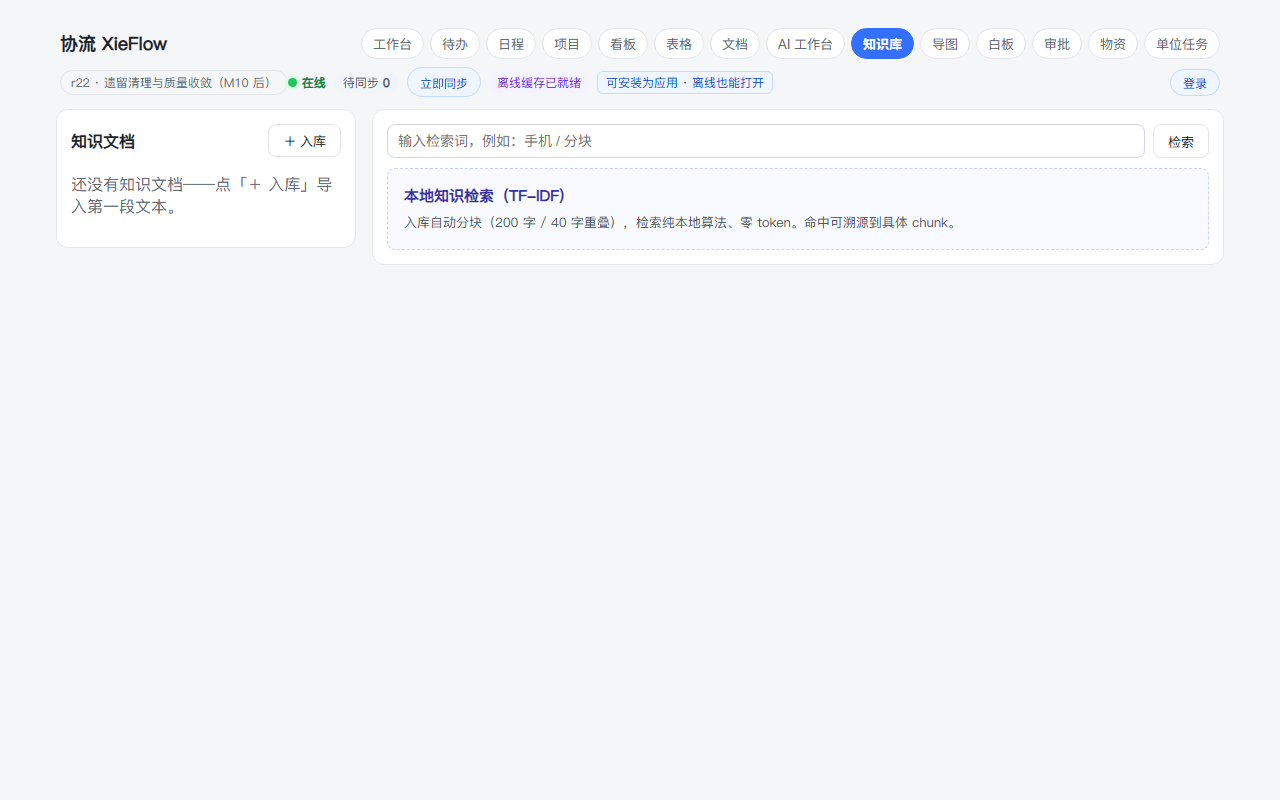 协流 XieFlow
工作台 待办 日程 项目 看板 表格 文档 AI 工作台 知识库 导图 白板 审批 物资 单位任务
r22 · 遗留清理与质量收敛（M10 后） 在线 待同步 0 立即同步 离线缓存已就绪 可安装为应用 · 离线也能打开 登录
知识文档 ＋ 入库
还没有知识文档——点「＋ 入库」导
入第一段文本。
输入检索词，例如：手机 / 分块 检索
本地知识检索（TF-IDF）
入库自动分块（200 字 / 40 字重叠），检索纯本地算法、零 token。命中可溯源到具体 chunk。